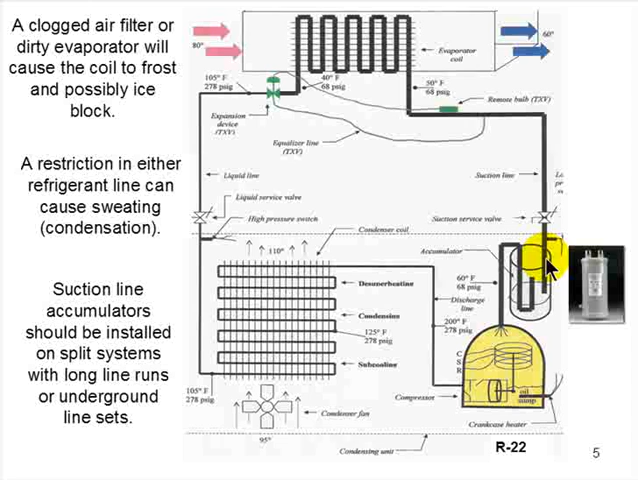 A clogged air filter or
dirty evaporator will
cause the coil to frost
and possibly ice
block.
A restriction in either
refrigerant line can
cause sweating
(condensation).
Suction line
accumulators
should be installed
on split systems
with long line runs
or underground
line sets.
80°
60°
Evaporator
coil
105° F
278 psig
40° F
68 psig
50° F
68 psig
Remote bulb (TXV)
Expansion
device
(TXV)
Equalizer line
(TXV)
Liquid line
Suction line
Liquid service valve
Suction service valve
High pressure switch
Condenser coil
110°
Accumulator
Desuperheating
60° F
68 psig
Discharge
line
Condensing
200° F
278 psig
125° F
278 psig
Subcooling
C
S
R
105° F
278 psig
Compressor
oil
sump
Condenser fan
Crankcase heater
95°
Condensing unit
R-22
5